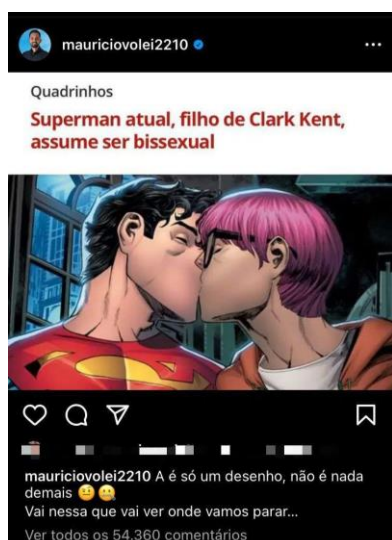 mauriciovolei2210
Quadrinhos
Superman atual, filho de Clark Kent,
assume ser bissexual
mauriciovolei2210 A é só um desenho, não é nada
demais 🤨🤐
Vai nessa que vai ver onde vamos parar...
Ver todos os 54.360 comentários